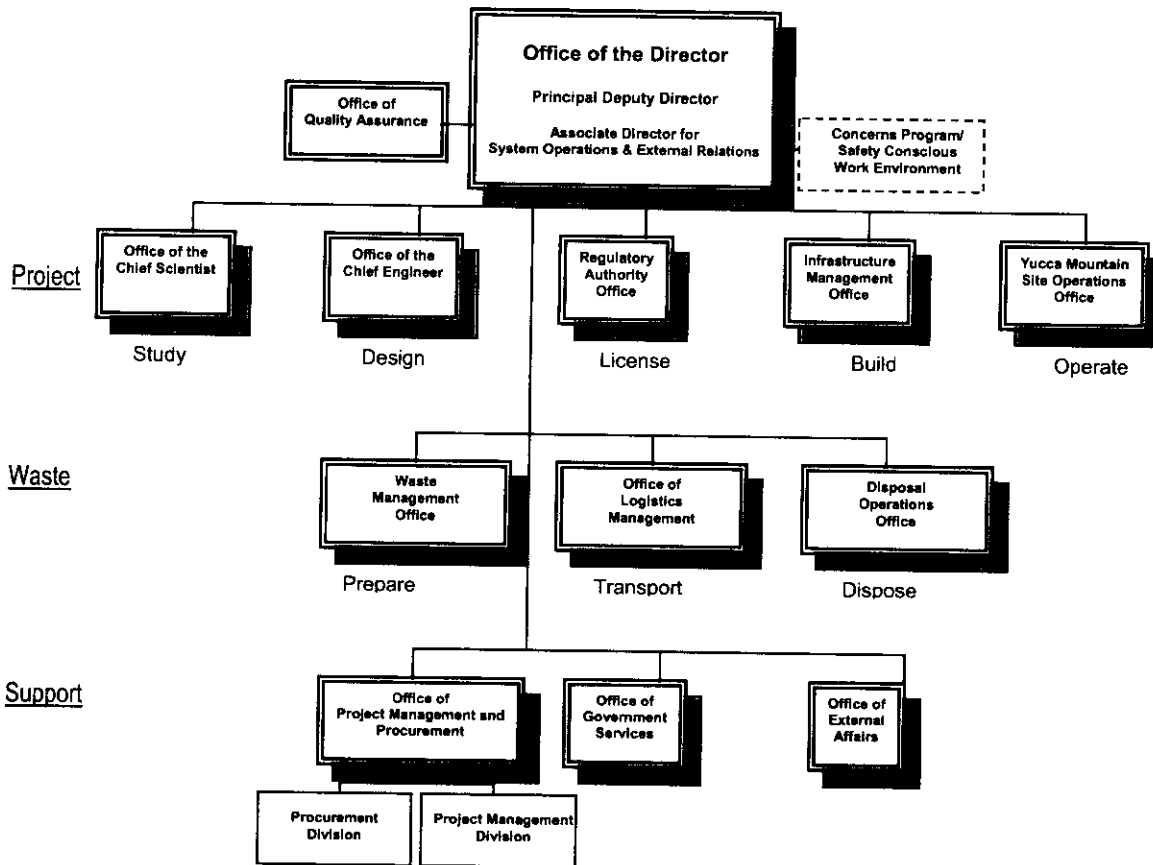 Office of the Director
Principal Deputy Director
Associate Director for
System Operations & External Relations
Office of
Quality Assurance
Concerns Program/
Safety Conscious
Work Environment
Project
Office of the
Chief Scientist
Study
Office of the
Chief Engineer
Design
Regulatory
Authority
Office
License
Infrastructure
Management
Office
Build
Yucca Mountain
Site Operations
Office
Operate
Waste
Waste
Management
Office
Prepare
Office of
Logistics
Management
Transport
Disposal
Operations
Office
Dispose
Support
Office of
Project Management and
Procurement
Office of
Government
Services
Office of
External
Affairs
Procurement
Division
Project Management
Division